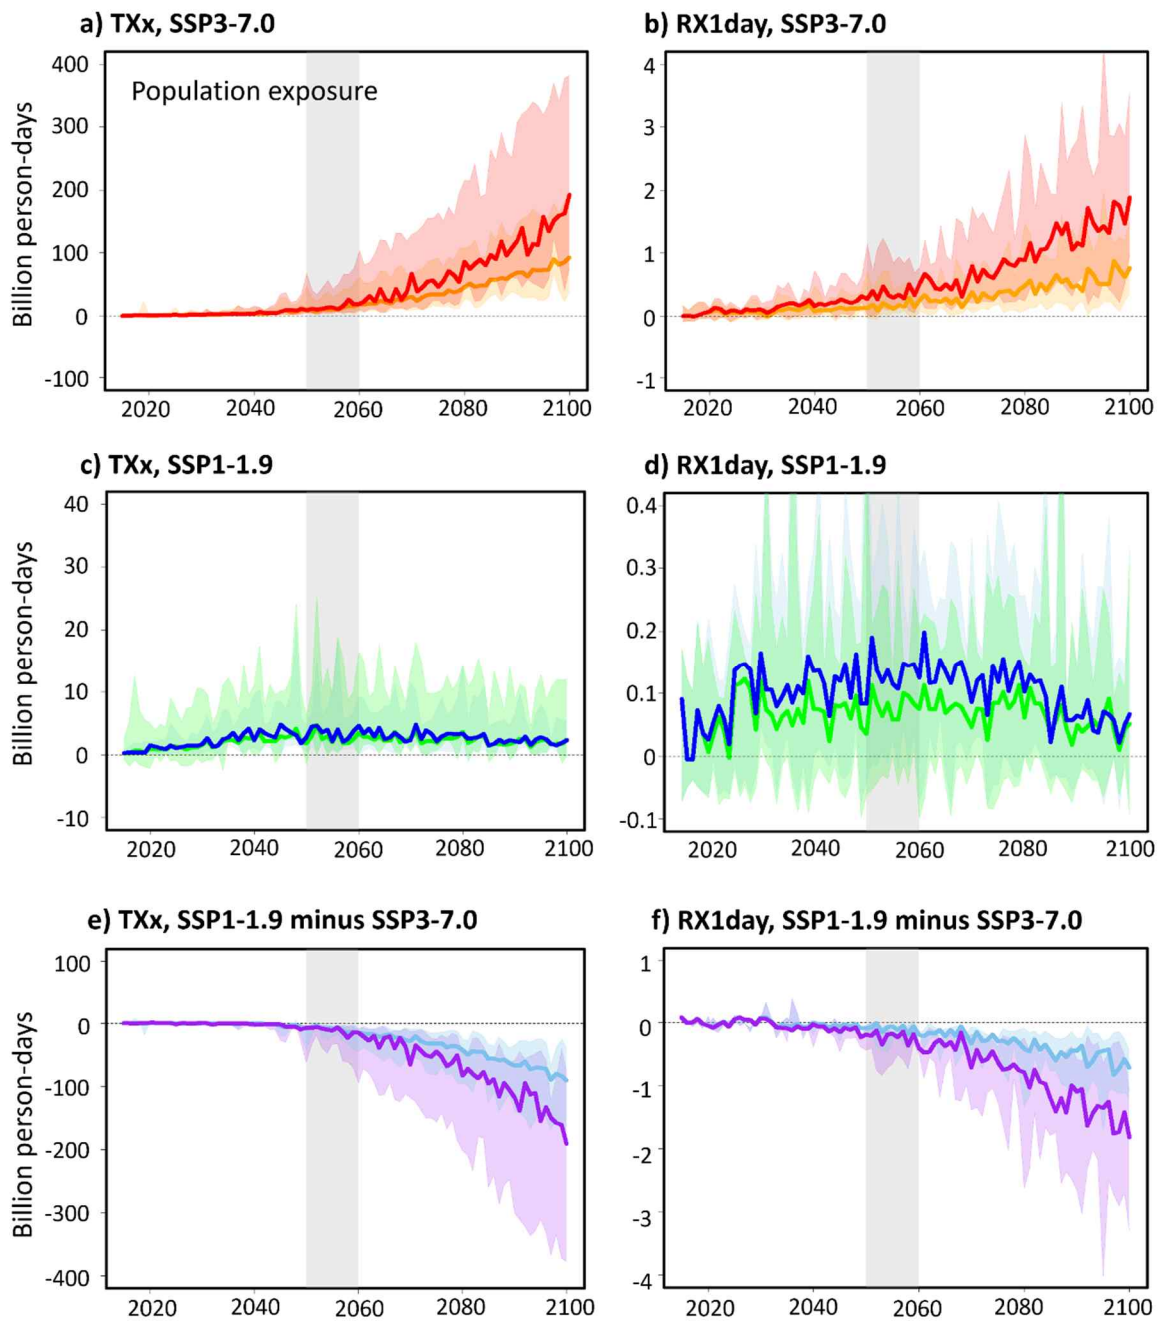 a) TXx, SSP3-7.0
b) RX1day, SSP3-7.0
Population exposure
Billion person-days
400
300
200
100
0
-100
2020 2040 2060 2080 2100
4
3
2
1
0
-1
2020 2040 2060 2080 2100
c) TXx, SSP1-1.9
d) RX1day, SSP1-1.9
Billion person-days
40
30
20
10
0
-10
2020 2040 2060 2080 2100
0.4
0.3
0.2
0.1
0
-0.1
2020 2040 2060 2080 2100
e) TXx, SSP1-1.9 minus SSP3-7.0
f) RX1day, SSP1-1.9 minus SSP3-7.0
Billion person-days
100
0
-100
-200
-300
-400
2020 2040 2060 2080 2100
1
0
-1
-2
-3
-4
2020 2040 2060 2080 2100